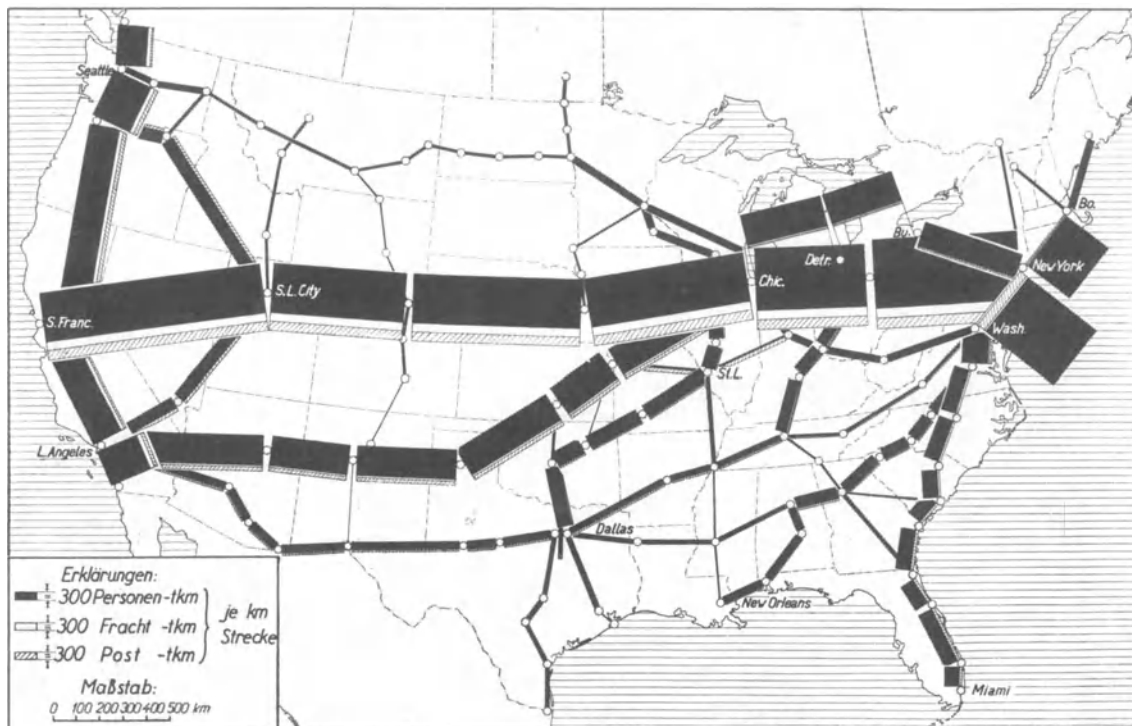 Seattle
S.Franc.
S.L.City
L.Angeles
Chic.
Detr.
Bu.
Bo.
New York
Wash.
St.L.
Dallas
New Orleans
Miami
Erklärungen:
300 Personen-tkm
300 Fracht -tkm
300 Post -tkm
je km
Strecke
Maßstab:
0 100 200 300 400 500 km